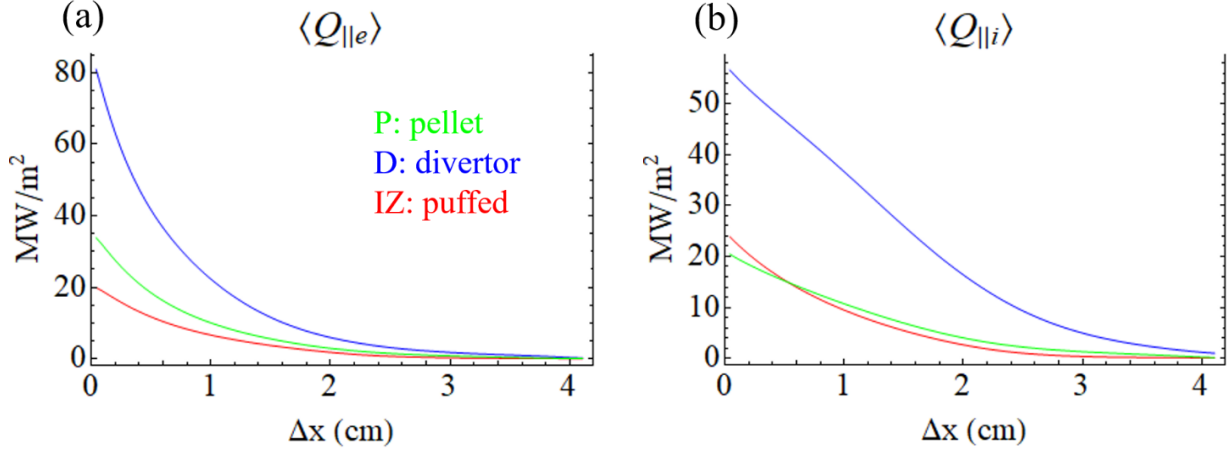 (a)
⟨Q||e⟩
MW/m²
80
60
40
20
0
P: pellet
D: divertor
IZ: puffed
0 1 2 3 4
Δx (cm)
(b)
⟨Q||i⟩
MW/m²
50
40
30
20
10
0
0 1 2 3 4
Δx (cm)